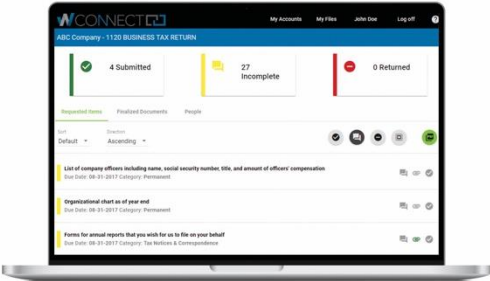 WCONNECT
My Accounts My Files John Doe Log off ?
ABC Company - 1120 BUSINESS TAX RETURN
4 Submitted
27 Incomplete
0 Returned
Requested Items Finalized Documents People
Sort Direction
Default Ascending
List of company officers including name, social security number, title, and amount of officers' compensation
Due Date: 08-31-2017 Category: Permanent
Organizational chart as of year end
Due Date: 08-31-2017 Category: Permanent
Forms for annual reports that you wish for us to file on your behalf
Due Date: 08-31-2017 Category: Tax Notices & Correspondence